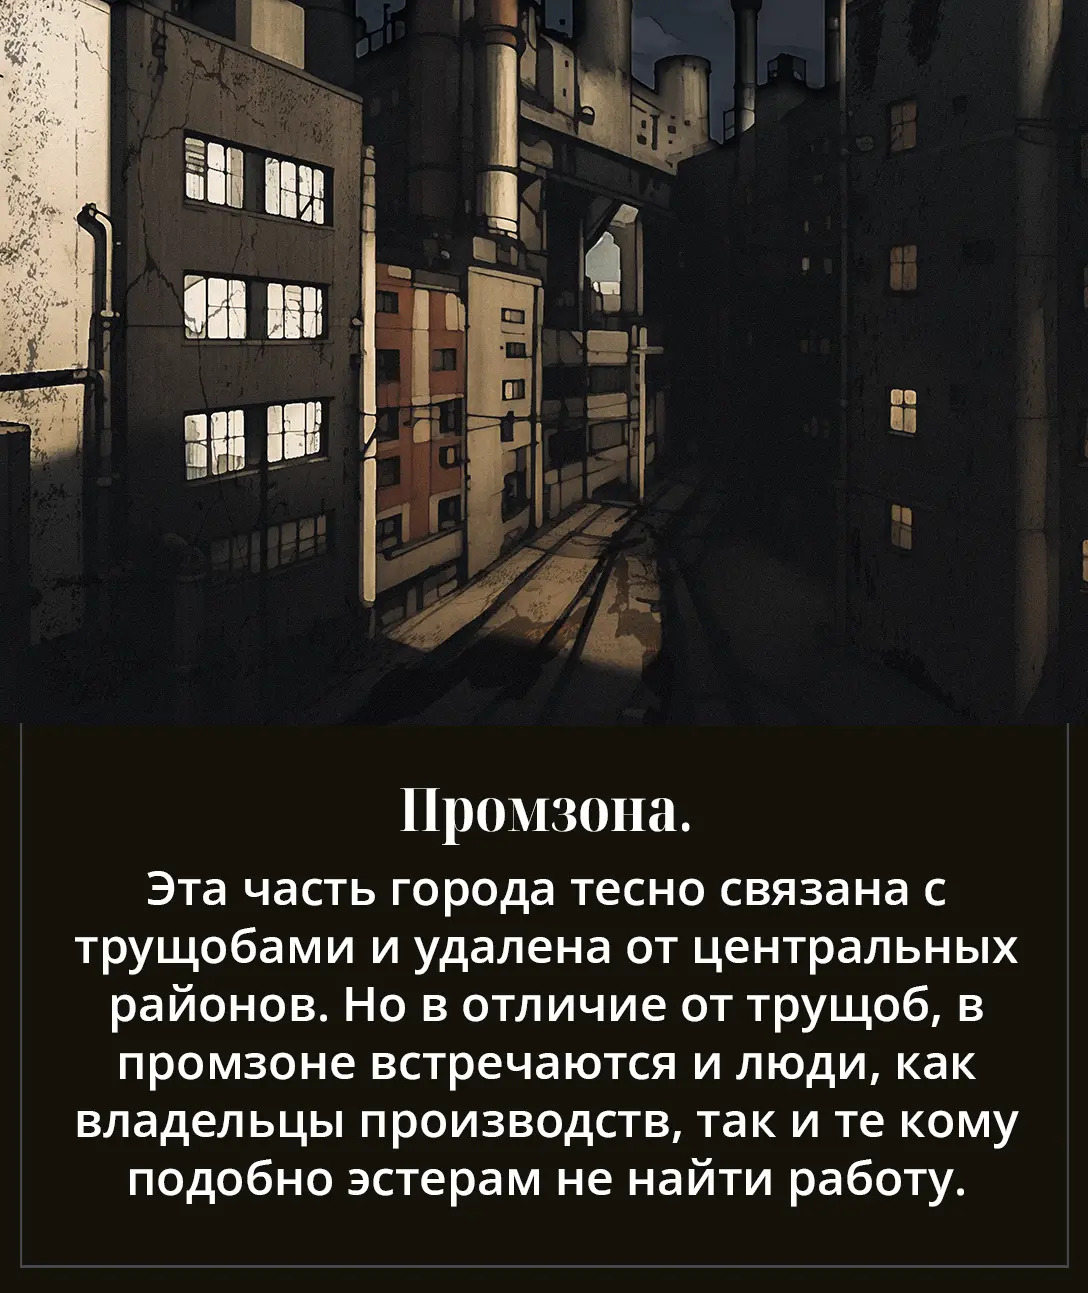 Промзона.
Эта часть города тесно связана с
трущобами и удалена от центральных
районов. Но в отличие от трущоб, в
промзоне встречаются и люди, как
владельцы производств, так и те кому
подобно эстерам не найти работу.